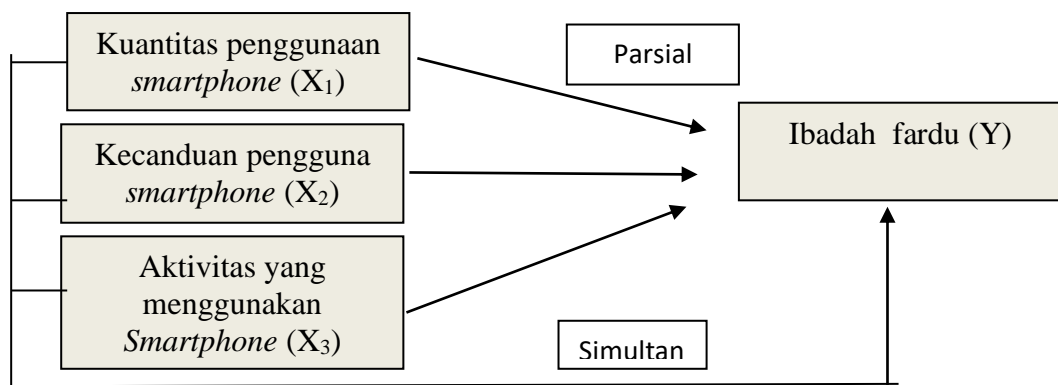 Kuantitas penggunaan
smartphone (X₁)
Parsial
Ibadah fardu (Y)
Kecanduan pengguna
smartphone (X₂)
Aktivitas yang
menggunakan
Smartphone (X₃)
Simultan